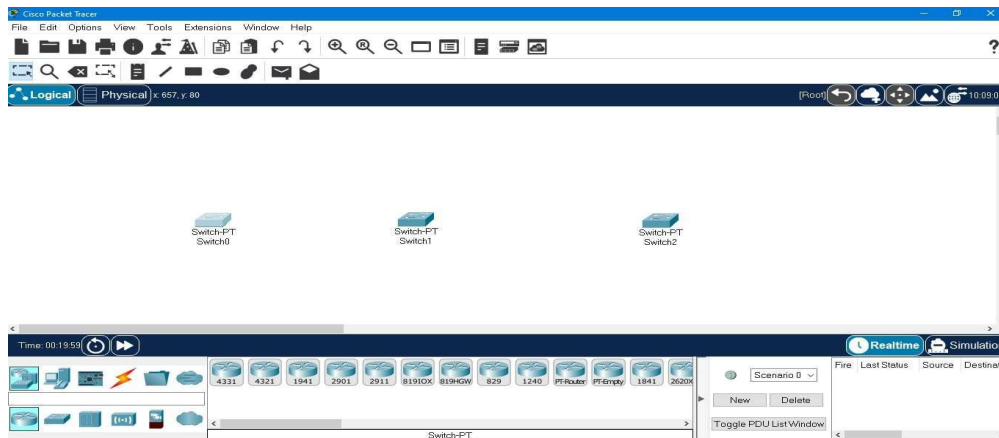 Cisco Packet Tracer
File Edit Options View Tools Extensions Window Help
?
Logical Physical x: 657, y: 80 [Root] 10:09:0
Switch-PT Switch-PT Switch-PT
Switch0 Switch1 Switch2
Time: 00:19:59 Realtime Simulatio
4331 4321 1941 2901 2911 819IOX 819HGW 829 1240 PT-Router PT-Empty 1841 2620X
Scenario 0
Fire Last Status Source Destinat
New Delete
Toggle PDU List Window
Switch-PT